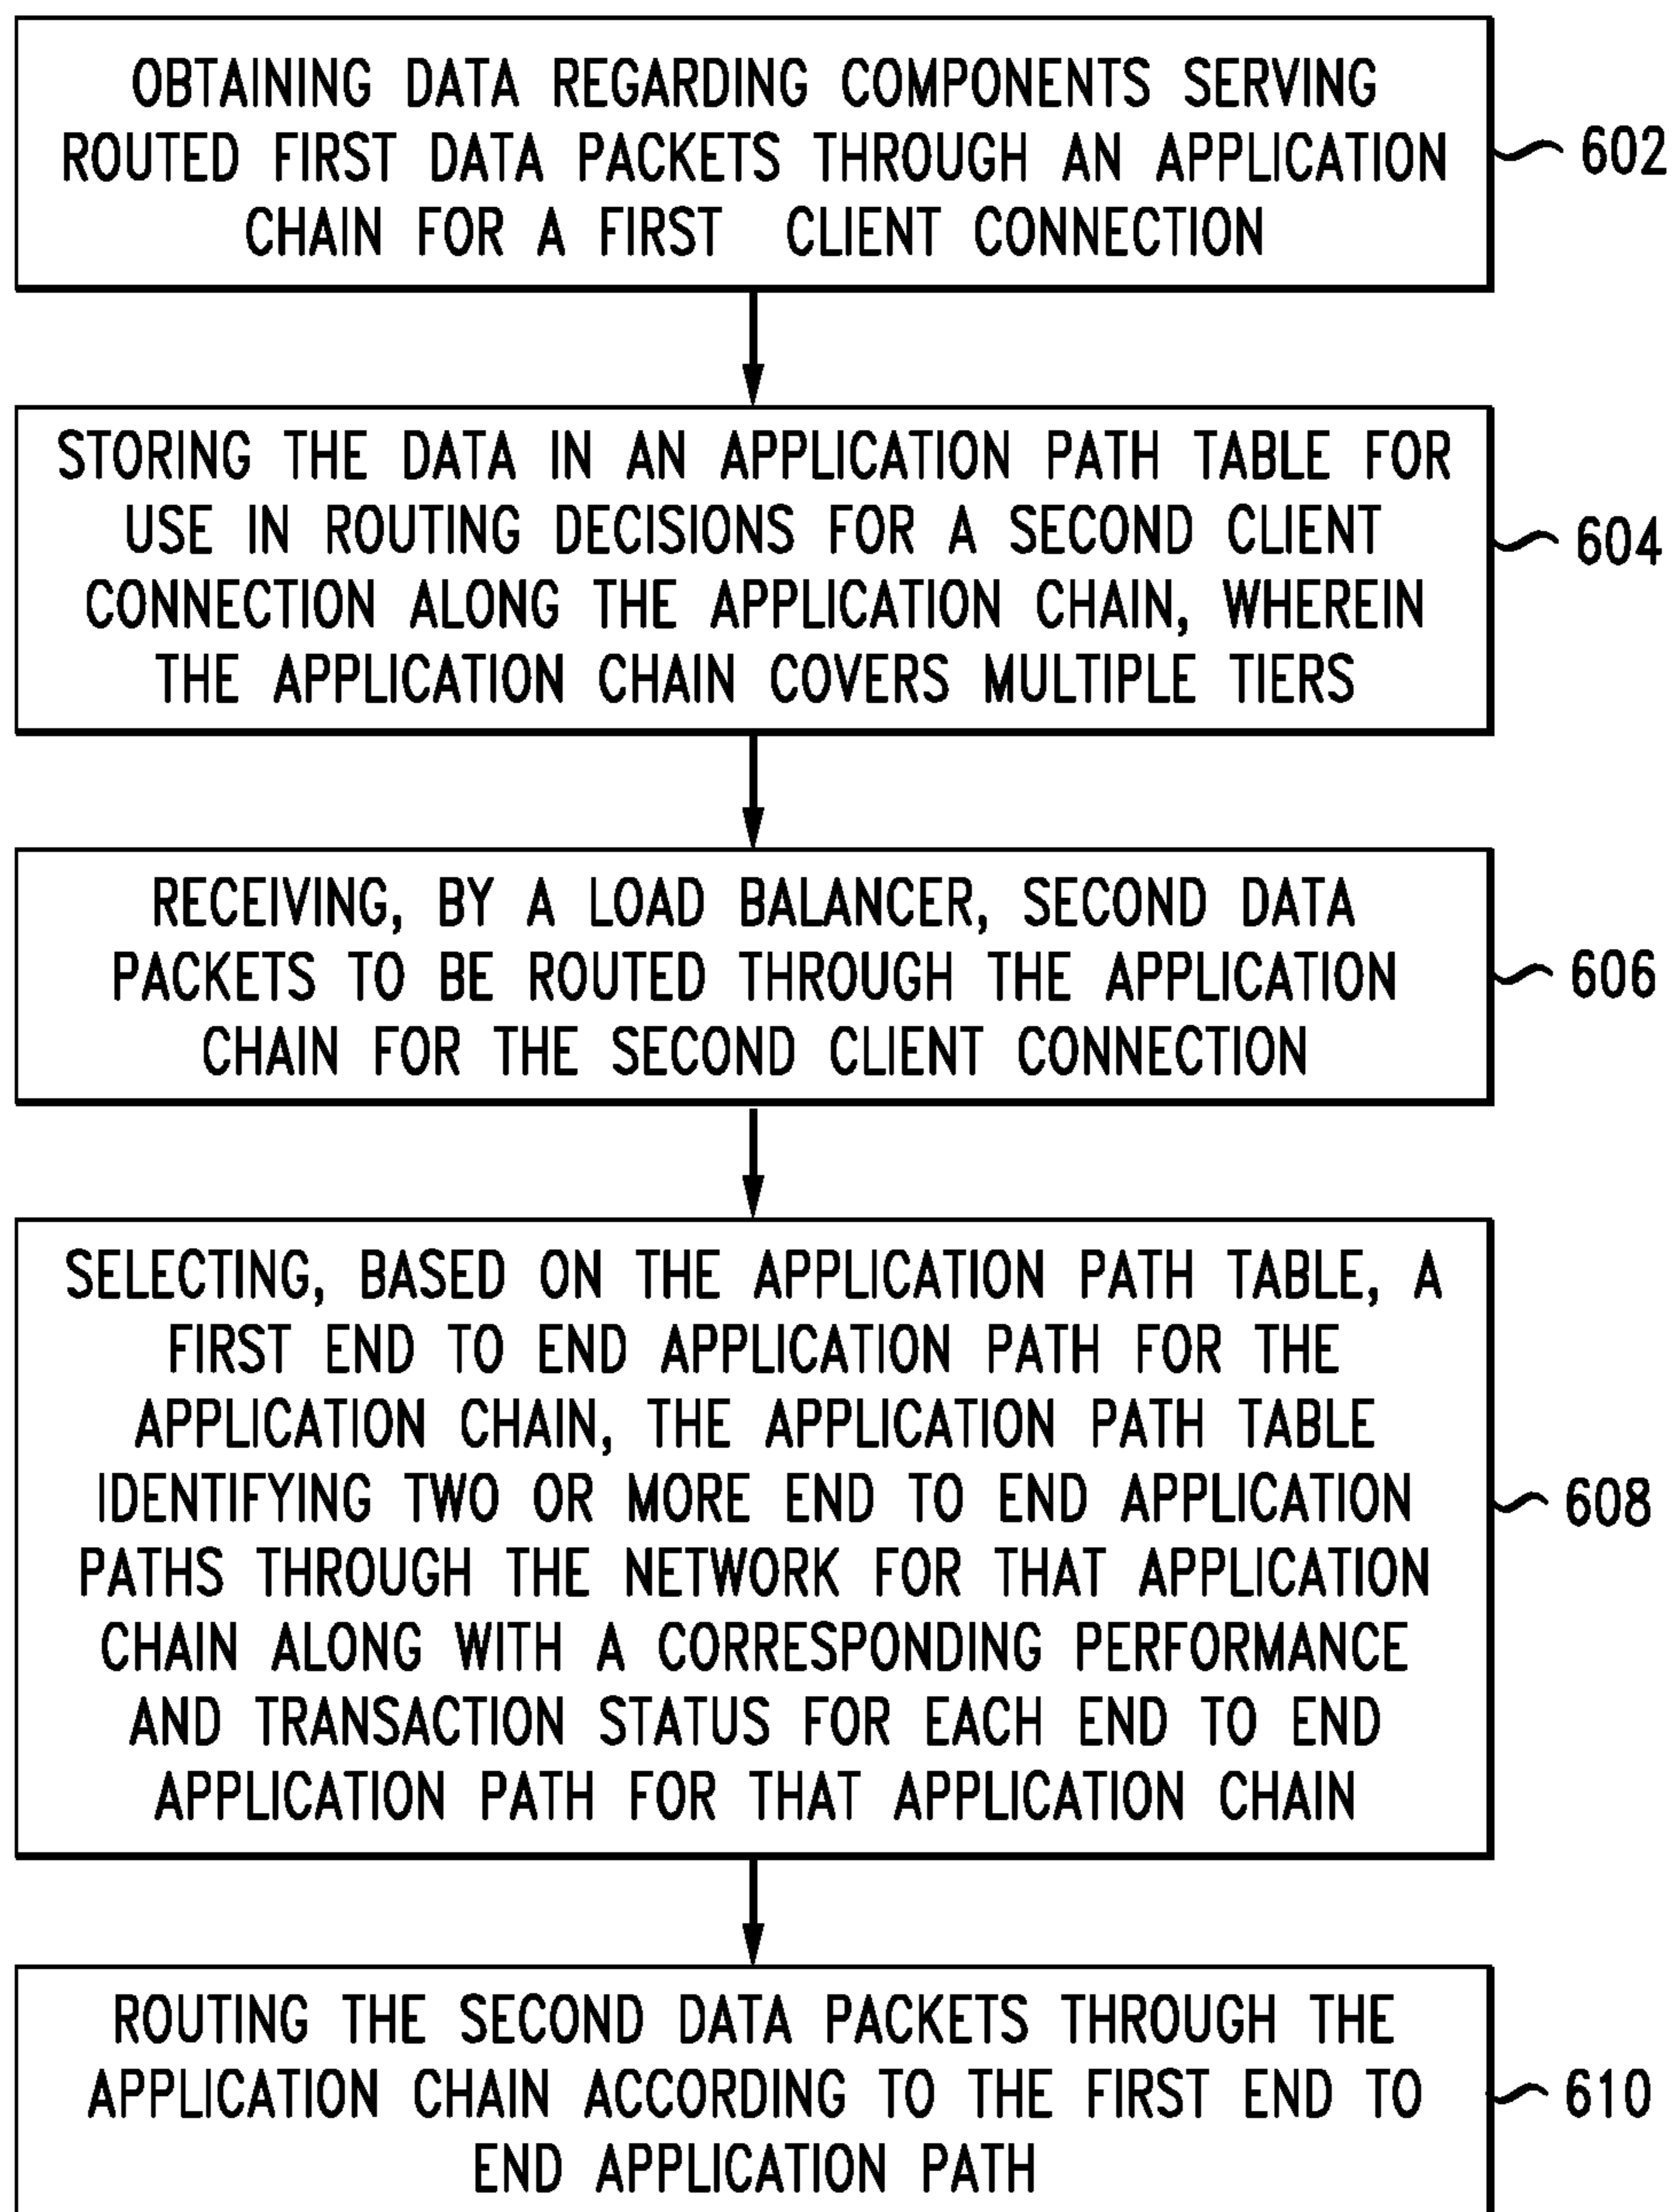 OBTAINING DATA REGARDING COMPONENTS SERVING
ROUTED FIRST DATA PACKETS THROUGH AN APPLICATION
CHAIN FOR A FIRST CLIENT CONNECTION
602
STORING THE DATA IN AN APPLICATION PATH TABLE FOR
USE IN ROUTING DECISIONS FOR A SECOND CLIENT
CONNECTION ALONG THE APPLICATION CHAIN, WHEREIN
THE APPLICATION CHAIN COVERS MULTIPLE TIERS
604
RECEIVING, BY A LOAD BALANCER, SECOND DATA
PACKETS TO BE ROUTED THROUGH THE APPLICATION
CHAIN FOR THE SECOND CLIENT CONNECTION
606
SELECTING, BASED ON THE APPLICATION PATH TABLE, A
FIRST END TO END APPLICATION PATH FOR THE
APPLICATION CHAIN, THE APPLICATION PATH TABLE
IDENTIFYING TWO OR MORE END TO END APPLICATION
PATHS THROUGH THE NETWORK FOR THAT APPLICATION
CHAIN ALONG WITH A CORRESPONDING PERFORMANCE
AND TRANSACTION STATUS FOR EACH END TO END
APPLICATION PATH FOR THAT APPLICATION CHAIN
608
ROUTING THE SECOND DATA PACKETS THROUGH THE
APPLICATION CHAIN ACCORDING TO THE FIRST END TO
END APPLICATION PATH
610